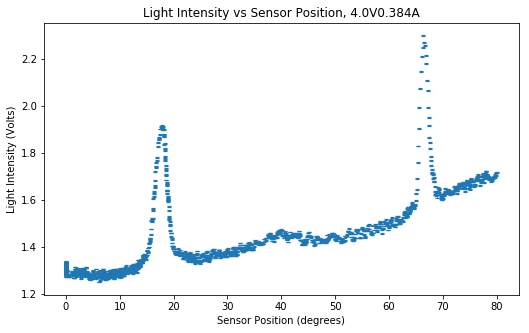 Light Intensity vs Sensor Position, 4.0V0.384A
2.2
2.0
1.8
1.6
1.4
1.2
Light Intensity (Volts)
0 10 20 30 40 50 60 70 80
Sensor Position (degrees)